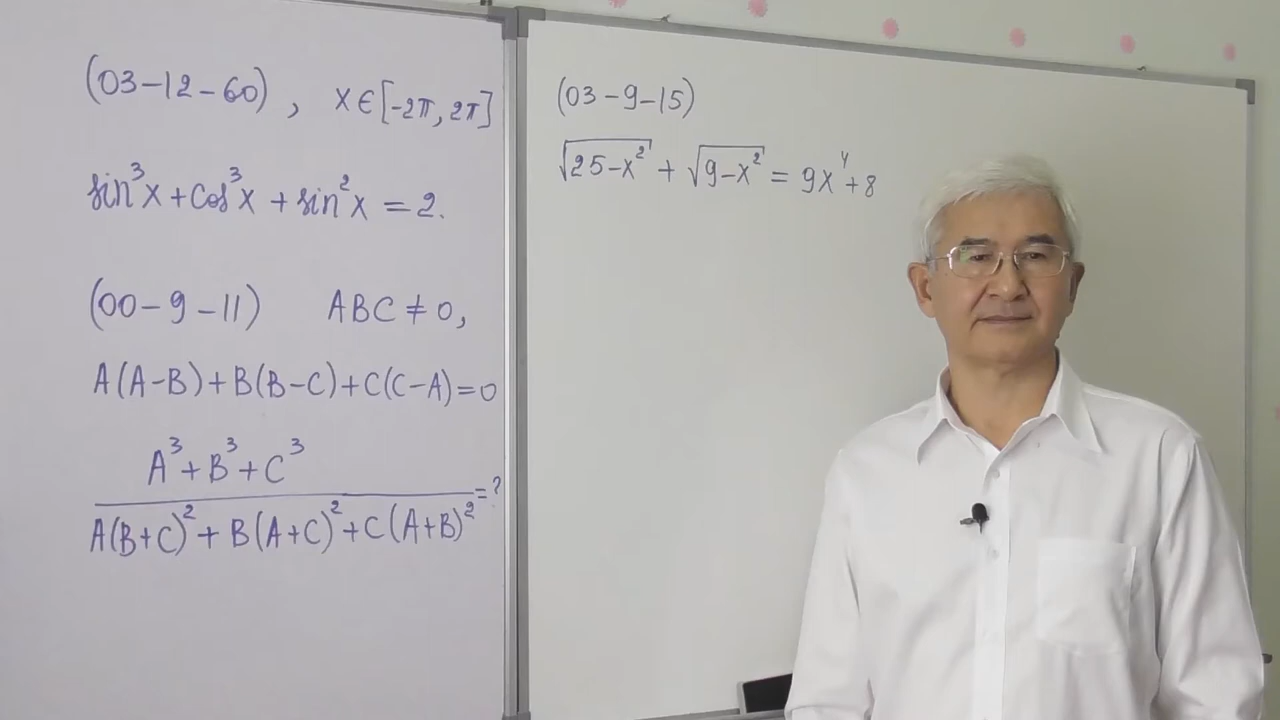 (03-12-60), x∈[-2π, 2π]
sin³x + cos³x + sin²x = 2.
(00-9-11) ABC ≠ 0,
A(A-B)+B(B-C)+C(C-A)=0
A³+B³+C³
A(B+C)²+B(A+C)²+C(A+B)² =?
(03-9-15)
√25-x² + √9-x² = 9x⁴+8